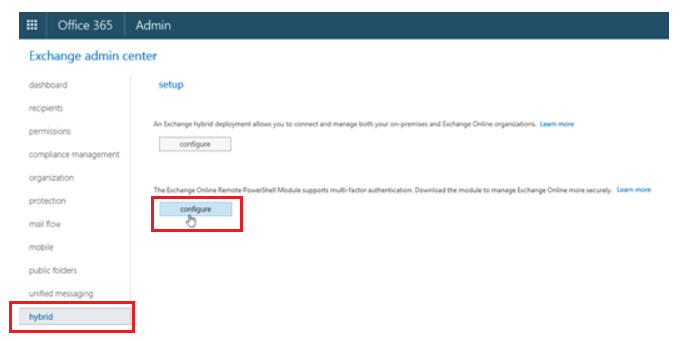 Office 365 Admin
Exchange admin center
dashboard
recipients
permissions
compliance management
organization
protection
mail flow
mobile
public folders
unified messaging
hybrid
setup
An Exchange hybrid deployment allows you to connect and manage both your on-premises and Exchange Online organizations. Learn more
configure
The Exchange Online Remote PowerShell Module supports multi-factor authentication. Download the module to manage Exchange Online more securely. Learn more
configure